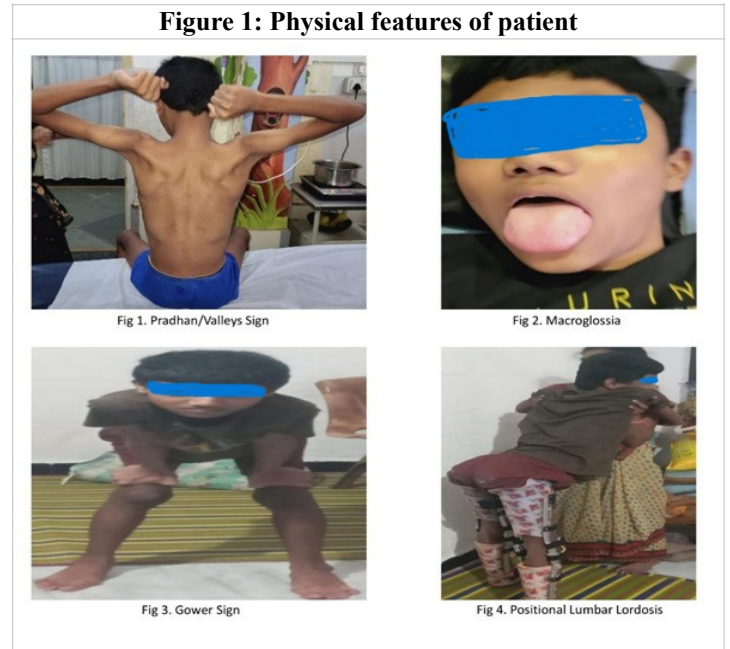 Figure 1: Physical features of patient
Fig 1. Pradhan/Valleys Sign
URIN
Fig 2. Macroglossia
Fig 3. Gower Sign
Fig 4. Positional Lumbar Lordosis